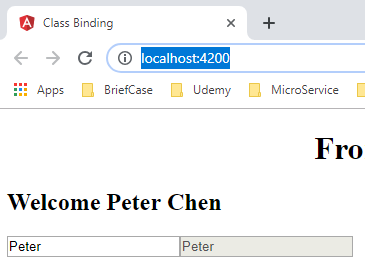 Class Binding
localhost:4200
Apps BriefCase Udemy MicroService
Fro
Welcome Peter Chen
Peter Peter